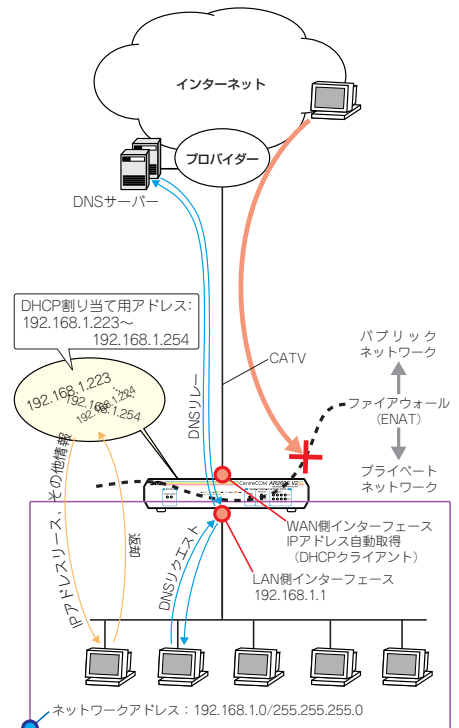 インターネット
プロバイダー
DNSサーバー
DHCP割り当て用アドレス:
192.168.1.223〜
192.168.1.254
192.168.1.223
192.168.1.224
192.168.1.254
DNSリレー
CATV
パブリック
ネットワーク
ファイアウォール
(ENAT)
プライベート
ネットワーク
CentreCOM AR220E V2
WAN側インターフェース
IPアドレス自動取得
(DHCPクライアント)
LAN側インターフェース
192.168.1.1
IPアドレスリース、その他情報
返却
DNSリクエスト
ネットワークアドレス:192.168.1.0/255.255.255.0